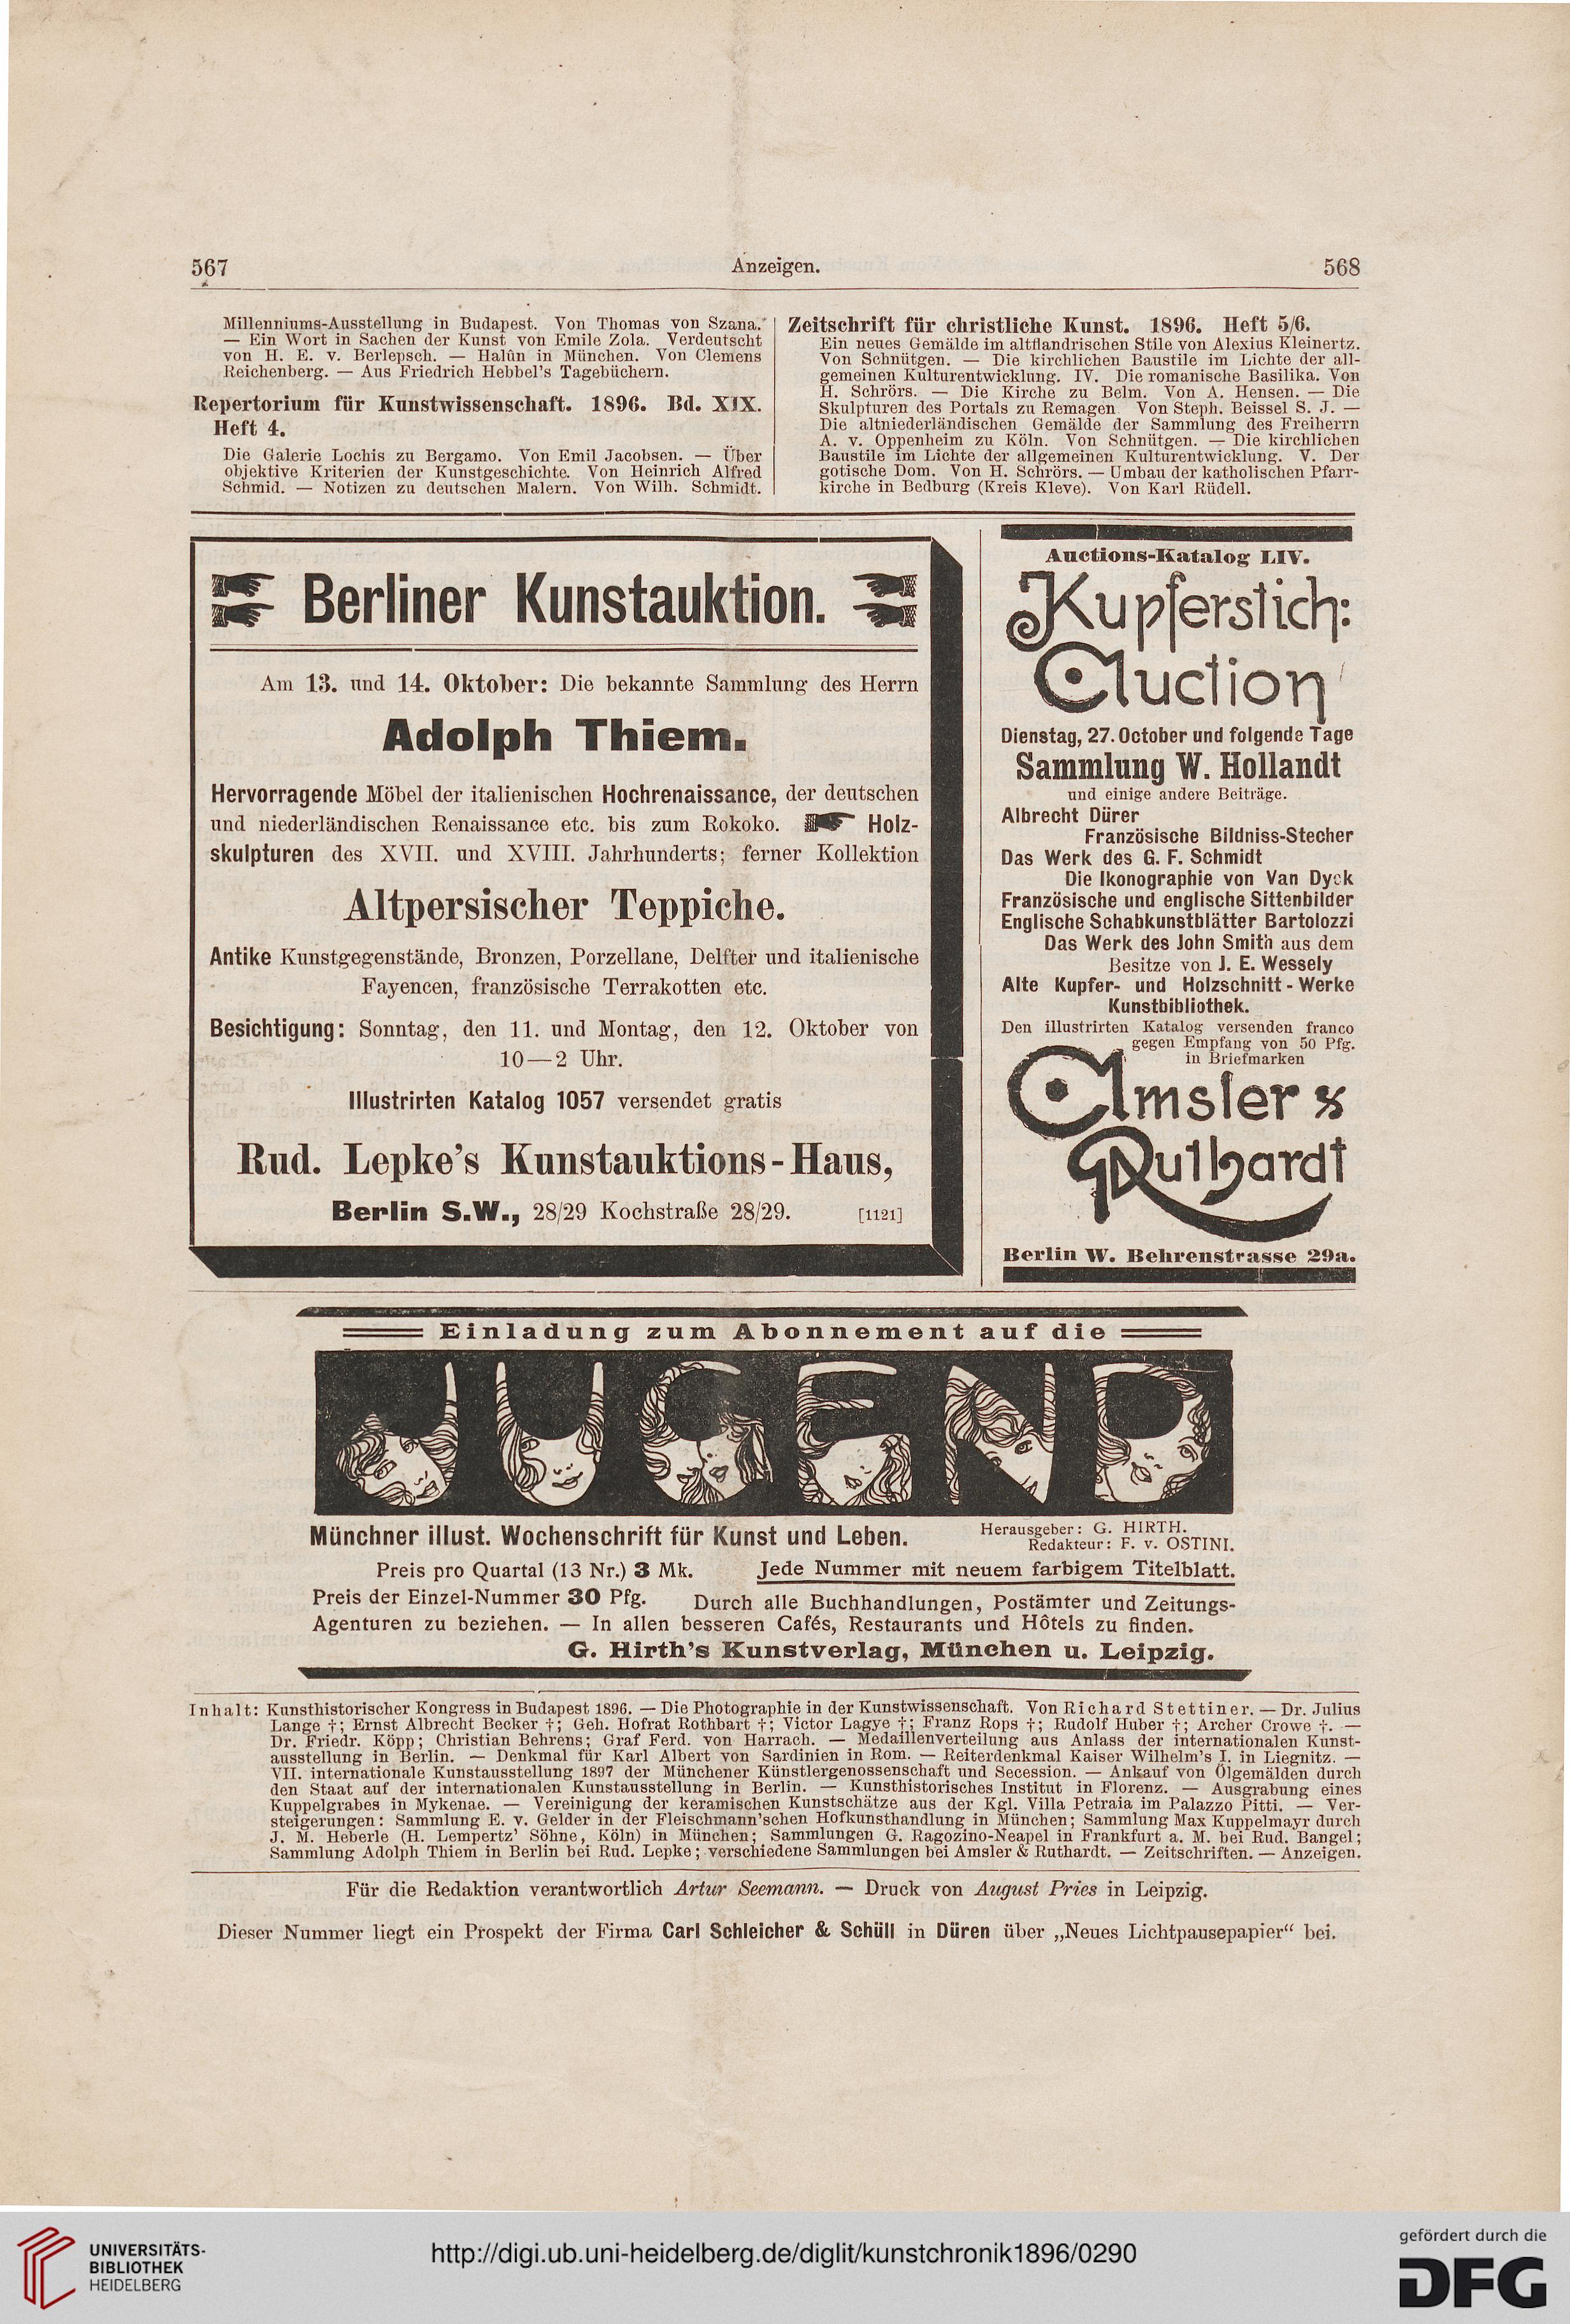 567
Anzeigen.
568
Millenniums-Ausstellung in Budapest. Von Thomas von Szana.
— Ein Wort in Sachen der Kunst von Emile Zola. Verdeutscht
von H. E. v. Berlepsch. — Halûn in München. Von Clemens
Reichenberg. — Aus Friedrich Hebbel's Tagebüchern.
Repertorium für Kunstwissenschaft. 1896. Bd. XIX.
Heft 4.
Die Galerie Lochis zu Bergamo. Von Emil Jacobsen. — Über
objektive Kriterien der Kunstgeschichte. Von Heinrich Alfred
Schmid. — Notizen zu deutschen Malern. Von Wilh. Schmidt.
Zeitschrift für christliche Kunst. 1896. Heft 5/6.
Ein neues Gemälde im altflandrischen Stile von Alexius Kleinertz.
Von Schnütgen. — Die kirchlichen Baustile im Lichte der all-
gemeinen Kulturentwicklung. IV. Die romanische Basilika. Von
H. Schrörs. — Die Kirche zu Belm. Von A. Hensen. — Die
Skulpturen des Portals zu Remagen Von Steph. Beissel S. J. —
Die altniederländischen Gemälde der Sammlung des Freiherrn
A. v. Oppenheim zu Köln. Von Schnütgen. — Die kirchlichen
Baustile im Lichte der allgemeinen Kulturentwicklung. V. Der
gotische Dom. Von H. Schrörs. — Umbau der katholischen Pfarr-
kirche in Bedburg (Kreis Kleve). Von Karl Rüdell.
Berliner Kunstauktion.
Am 13. und 14. Oktober: Die bekannte Sammlung des Herrn
Adolph Thiem.
Hervorragende Möbel der italienischen Hochrenaissance, der deutschen
und niederländischen Renaissance etc. bis zum Rokoko. Holz-
skulpturen des XVII. und XVIII. Jahrhunderts; ferner Kollektion
Altpersischer Teppiche.
Antike Kunstgegenstände, Bronzen, Porzellane, Delfter und italienische
Fayencen, französische Terrakotten etc.
Besichtigung: Sonntag, den 11. und Montag, den 12. Oktober von
10—2 Uhr.
Illustrirten Katalog 1057 versendet gratis
Rud. Lepke's Kunstauktions-Haus,
Berlin S.W., 28/29 Kochstraße 28/29. [1121]
Auctions-Katalog LIV.
Kupferstich:
Auction
Dienstag, 27. October und folgende Tage
Sammlung W. Hollandt
und einige andere Beiträge.
Albrecht Dürer
Französische Bildniss-Stecher
Das Werk des G. F. Schmidt
Die Ikonographie von Van Dyck
Französische und englische Sittenbilder
Englische Schabkunstblätter Bartolozzi
Das Werk des John Smith aus dem
Besitze von J. E. Wessely
Alte Kupfer- und Holzschnitt-Werke
Kunstbibliothek.
Den illustrirten Katalog versenden franco
gegen Empfang von 50 Pfg.
in Briefmarken
Amsler &
Ruthardt
Berlin W. Behrenstrasse 29a.
Einladung zum Abonnement auf die
JUGEND
Münchner illust. Wochenschrift für Kunst und Leben.
Herausgeber: G. HIRTH.
Redakteur: F. v. OSTINI.
Preis pro Quartal (13 Nr.) 3 Mk. Jede Nummer mit neuem farbigem Titelblatt.
Preis der Einzel-Nummer 30 Pfg. Durch alle Buchhandlungen, Postämter und Zeitungs-
Agenturen zu beziehen. — In allen besseren Cafés, Restaurants und Hôtels zu finden.
G. Hirth's Kunstverlag, München u. Leipzig.
Inhalt: Kunsthistorischer Kongress in Budapest 1896. — Die Photographie in der Kunstwissenschaft. Von Richard Stettiner. — Dr. Julius
Lange †; Ernst Albrecht Becker †; Geh. Hofrat Rothbart †; Victor Lagye †; Franz Rops †; Rudolf Huber †; Archer Crowe †. —
Dr. Friedr. Köpp; Christian Behrens; Graf Ferd. von Harrach. — Medaillenverteilung aus Anlass der internationalen Kunst-
ausstellung in Berlin. — Denkmal für Karl Albert von Sardinien in Rom. — Reiterdenkmal Kaiser Wilhelm's I. in Liegnitz. —
VII. internationale Kunstausstellung 1897 der Münchener Künstlergenossenschaft und Secession. — Ankauf von Ölgemälden durch
den Staat auf der internationalen Kunstausstellung in Berlin. — Kunsthistorisches Institut in Florenz. — Ausgrabung eines
Kuppelgrabes in Mykenae. — Vereinigung der keramischen Kunstschätze aus der Kgl. Villa Petraia im Palazzo Pitti. — Ver-
steigerungen: Sammlung E. v. Gelder in der Fleischmann'schen Hofkunsthandlung in München; Sammlung Max Kuppelmayr durch
J. M. Heberle (H. Lempertz' Söhne, Köln) in München; Sammlungen G. Ragozino-Neapel in Frankfurt a. M. bei Rud. Bangel;
Sammlung Adolph Thiem in Berlin bei Rud. Lepke; verschiedene Sammlungen bei Amsler & Ruthardt. — Zeitschriften. — Anzeigen.
Für die Redaktion verantwortlich Artur Seemann. — Druck von August Pries in Leipzig.
Dieser Nummer liegt ein Prospekt der Firma Carl Schleicher & Schüll in Düren über „Neues Lichtpausepapier“ bei.
UNIVERSITÄTS-
BIBLIOTHEK
HEIDELBERG
http://digi.ub.uni-heidelberg.de/diglit/kunstchronik1896/0290
gefördert durch die
DFG